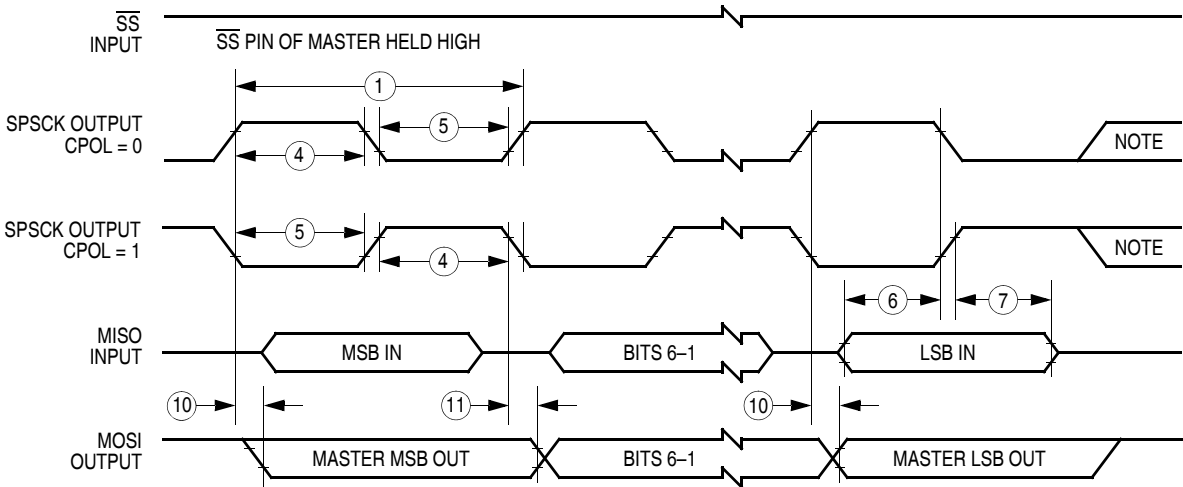 SS
INPUT
SS PIN OF MASTER HELD HIGH
1
SPSCK OUTPUT
CPOL = 0
5
4
NOTE
SPSCK OUTPUT
CPOL = 1
5
4
NOTE
6
7
MISO
INPUT
MSB IN
BITS 6–1
LSB IN
10
11
10
MOSI
OUTPUT
MASTER MSB OUT
BITS 6–1
MASTER LSB OUT